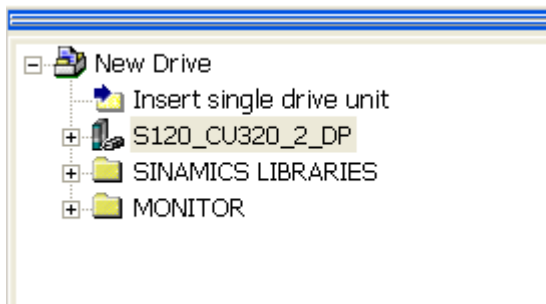 New Drive
Insert single drive unit
S120_CU320_2_DP
SINAMICS LIBRARIES
MONITOR